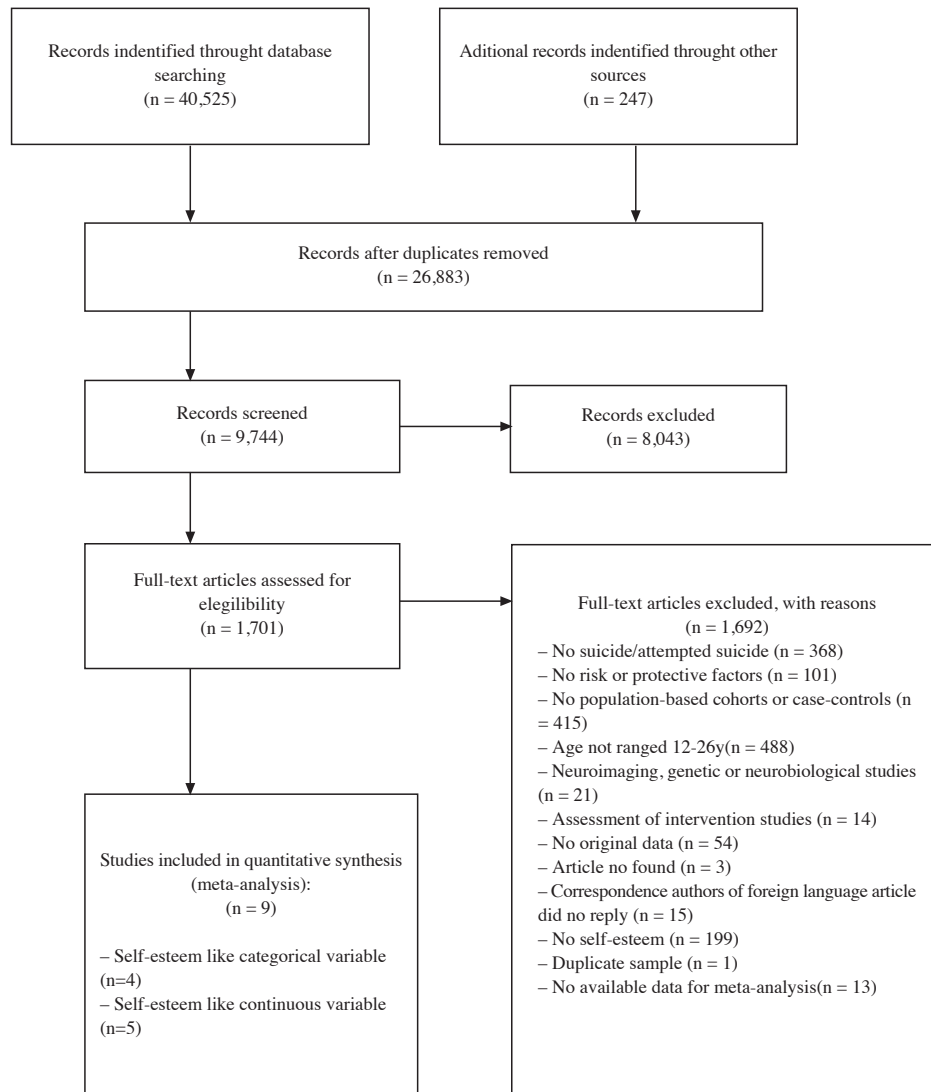 Records indentified throught database
searching
(n = 40,525)
Aditional records indentified throught other
sources
(n = 247)
Records after duplicates removed
(n = 26,883)
Records screened
(n = 9,744)
Records excluded
(n = 8,043)
Full-text articles assessed for
elegilibility
(n = 1,701)
Full-text articles excluded, with reasons
(n = 1,692)
– No suicide/attempted suicide (n = 368)
– No risk or protective factors (n = 101)
– No population-based cohorts or case-controls (n
= 415)
– Age not ranged 12-26y(n = 488)
– Neuroimaging, genetic or neurobiological studies
(n = 21)
– Assessment of intervention studies (n = 14)
– No original data (n = 54)
– Article no found (n = 3)
– Correspondence authors of foreign language article
did no reply (n = 15)
– No self-esteem (n = 199)
– Duplicate sample (n = 1)
– No available data for meta-analysis(n = 13)
Studies included in quantitative synthesis
(meta-analysis):
(n = 9)
– Self-esteem like categorical variable
(n=4)
– Self-esteem like continuous variable
(n=5)